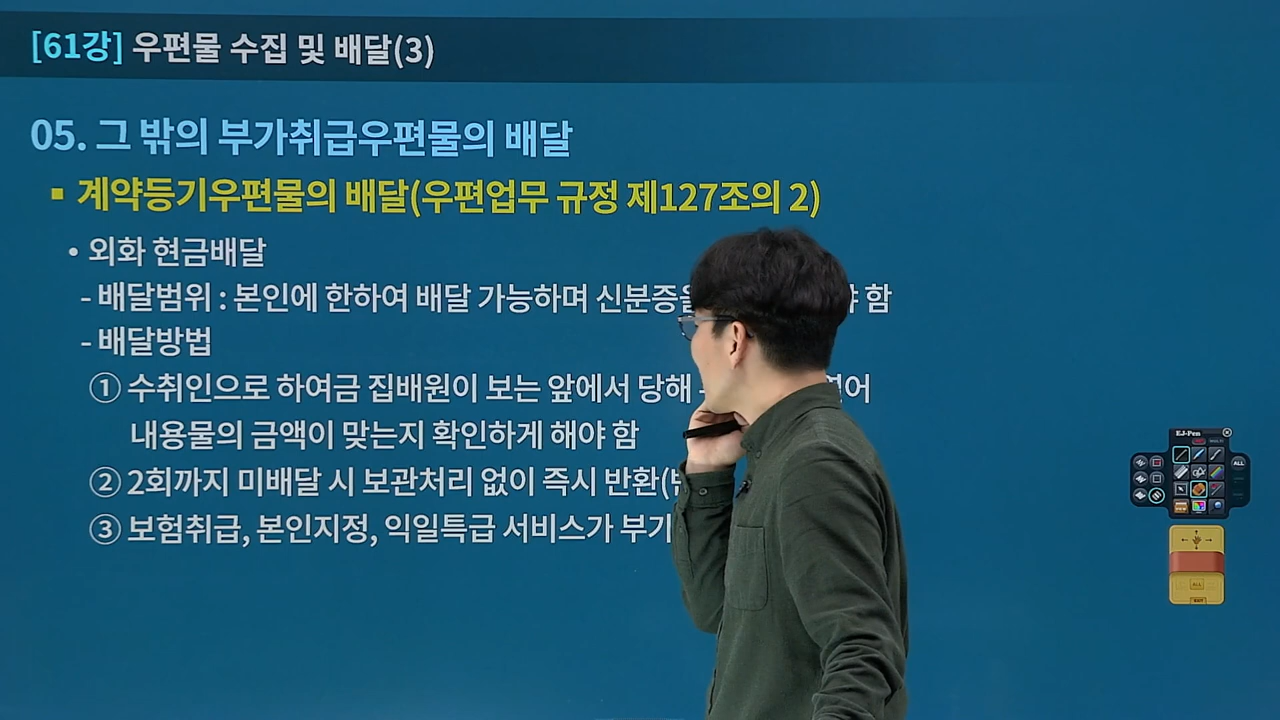 [61강] 우편물 수집 및 배달(3)
05. 그 밖의 부가취급우편물의 배달
▪ 계약등기우편물의 배달(우편업무 규정 제127조의 2)
• 외화 현금배달
- 배달범위 : 본인에 한하여 배달 가능하며 신분증을 함
- 배달방법
① 수취인으로 하여금 집배원이 보는 앞에서 당해
내용물의 금액이 맞는지 확인하게 해야 함
② 2회까지 미배달 시 보관처리 없이 즉시 반환
③ 보험취급, 본인지정, 익일특급 서비스가 부가
EJ-Pen
ALL
ALL
EXIT